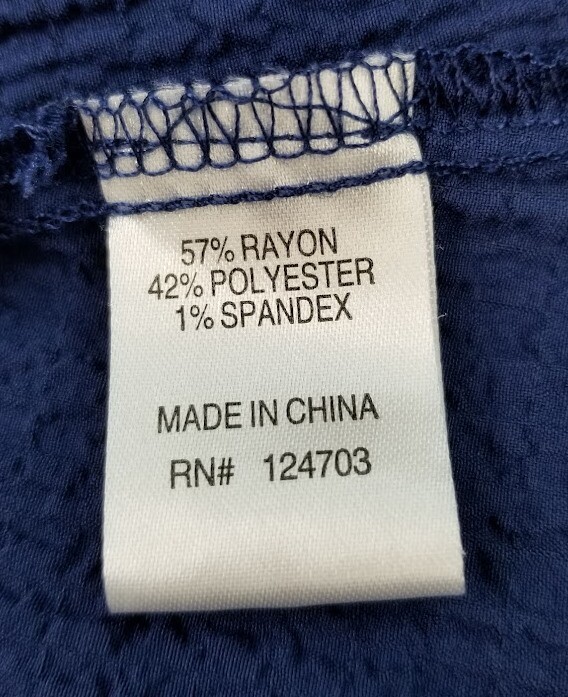 57% RAYON
42% POLYESTER
1% SPANDEX
MADE IN CHINA
RN# 124703